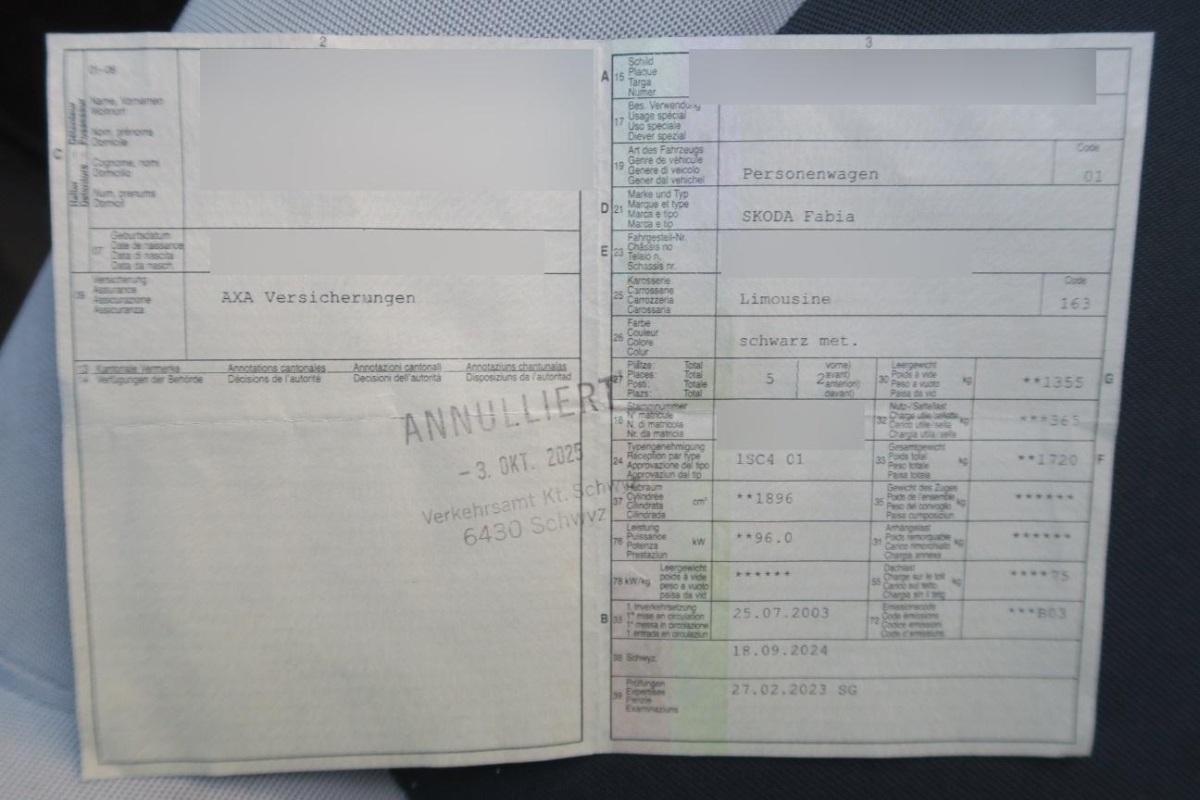 2
01-06
Name, Vornamen
Wohnort
Nom, prénoms
Domicile
Cognome, nomi
Domicilio
Num, prenums
Domicil
C
07
Geburtsdatum
Date de naissance
Data di nascita
Data da nasch.
09
Versicherung
Assurance
Assicurazione
Assicuranza
AXA Versicherungen
13 Kantonale Vermerke Annotations cantonales Annotazioni cantonali Annotaziuns chantunalas
14 Verfügungen der Behörde Décisions de l'autorité Decisioni dell'autorità Disposiziuns da l'autoritad
ANNULLIERT
- 3. OKT. 2025
Verkehrsamt Kt. Schwyz
6430 Schwyz
3
A 15
Schild
Plaque
Targa
Numer
17
Bes. Verwendung
Usage spécial
Uso speciale
Diever spezial
19
Art des Fahrzeugs
Genre de véhicule
Genere di veicolo
Gener dal vehichel
Personenwagen
Code
01
D 21
Marke und Typ
Marque et type
Marca e tipo
Marca e tip
SKODA Fabia
E 23
Fahrgestell-Nr.
Châssis no
Telaio n.
Schassis nr.
25
Karosserie
Carrosserie
Carrozzeria
Carossaria
Limousine
Code
163
26
Farbe
Couleur
Colore
Colur
schwarz met.
27
Plätze: Total
Places: Total
Posti: Totale
Plazs: Total
5
2
vorne)
avant)
anteriori)
davant)
30
Leergewicht
Poids à vide
Peso a vuoto
Paisa da vid
kg
**1355
G
18
Stammnummer
N° matricule
N. di matricola
Nr. da matricla
32
Nutz-/Sattellast
Charge utile/sellette
Carico utile/sella
Chargia utila/sella
kg
***365
24
Typengenehmigung
Réception par type
Approvazione del tipo
Approvaziun dal tip
1SC4 01
33
Gesamtgewicht
Poids total
Peso totale
Paisa totala
kg
**1720
F
37
Hubraum
Cylindrée
Cilindrata
Cilindrada
cm³
**1896
35
Gewicht des Zuges
Poids de l'ensemble
Peso del convoglio
Paisa cumposiziun
kg
******
76
Leistung
Puissance
Potenza
Prestaziun
kW
**96.0
31
Anhängelast
Poids remorquable
Carico rimorchiato
Chargia annexa
kg
******
78 kW/kg
Leergewicht
poids à vide
peso a vuoto
paisa da vid
******
55
Dachlast
Charge sur le toit
Carico sul tetto
Chargia sin il tetg
kg
****75
B
1. Inverkehrsetzung
1re mise en circulation
1a messa in circolazione
1. entrada en circulaziun
25.07.2003
72
Emissionscode
Code émissions
Codice emissioni
Code d'emissiuns
***B03
38 Schwyz
18.09.2024
39
Prüfungen
Expertises
Perizie
Examinaziuns
27.02.2023 SG